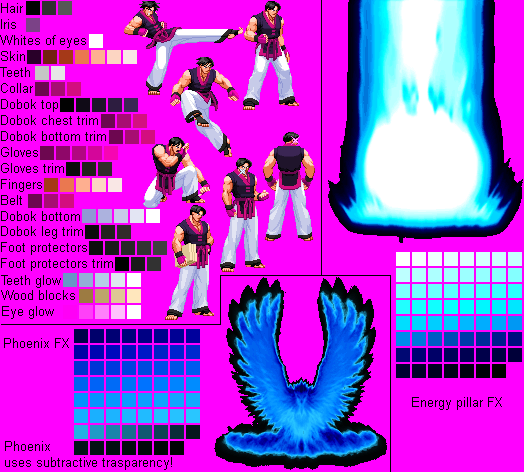 Hair
Iris
Whites of eyes
Skin
Teeth
Collar
Dobok top
Dobok chest trim
Dobok bottom trim
Gloves
Gloves trim
Fingers
Belt
Dobok bottom
Dobok leg trim
Foot protectors
Foot protectors trim
Teeth glow
Wood blocks
Eye glow
Phoenix FX
Phoenix
uses subtractive trasparency!
Energy pillar FX